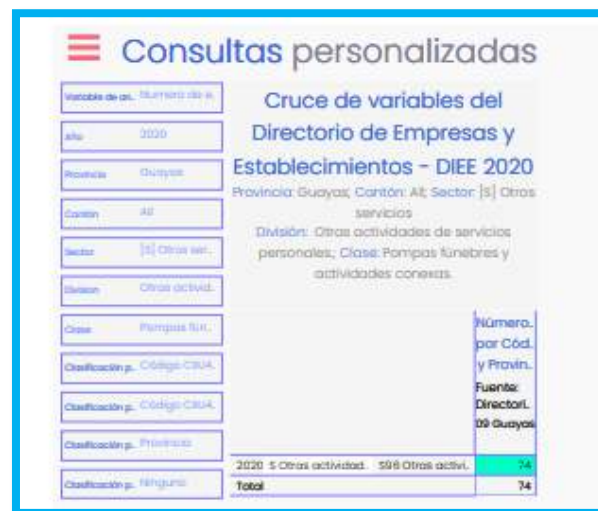 Consultas personalizadas
Variable de an.. Número de e.
Año 2020
Provincia Guayas
Cantón All
Sector [S] Otros ser..
División Otras activid.
Clase Pompas fún..
Clasificación p.. Código CIIU4.
Clasificación p.. Código CIIU4.
Clasificación p.. Provincia
Clasificación p.. Ninguno
Cruce de variables del
Directorio de Empresas y
Establecimientos - DIEE 2020
Provincia: Guayas; Cantón: All; Sector: [S] Otros
servicios
División: Otras actividades de servicios
personales.; Clase: Pompas fúnebres y
actividades conexas.
Número..
por Cód.
y Provin..
Fuente:
Directori..
09 Guayas
2020 S Otras actividad.. S96 Otras activi.. 74
Total 74